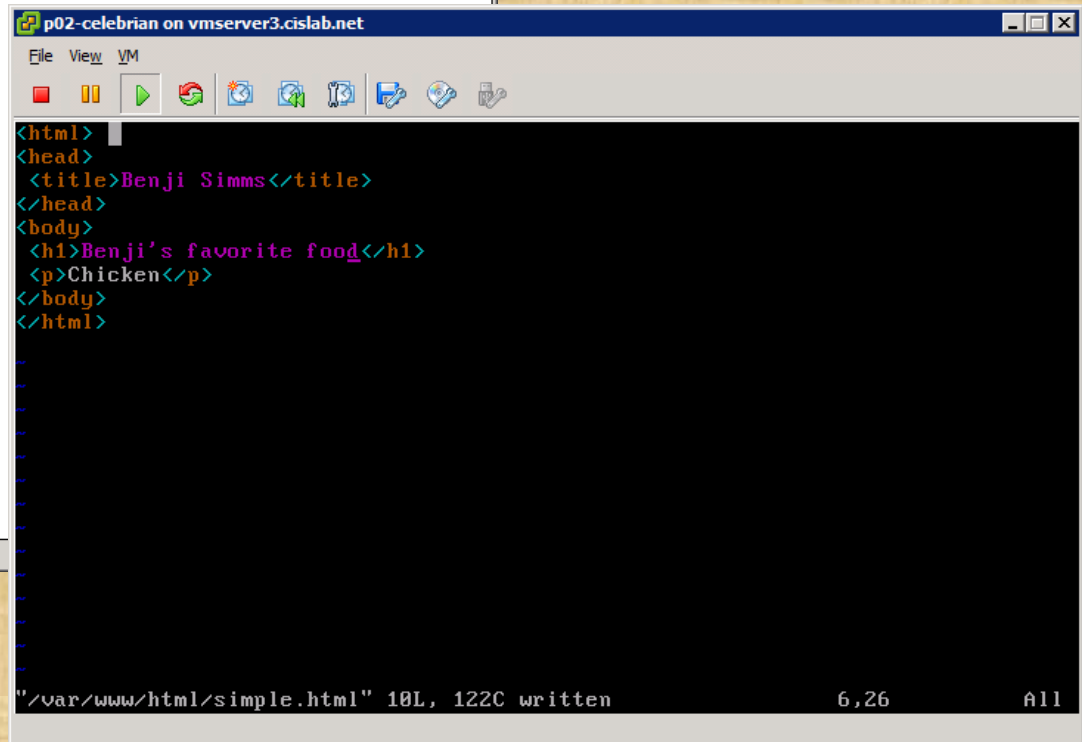 p02-celebrian on vmserver3.cislab.net
File View VM
<html>
<head>
 <title>Benji Simms</title>
</head>
<body>
 <h1>Benji's favorite food</h1>
 <p>Chicken</p>
</body>
</html>
~
~
~
~
~
~
~
~
~
~
~
~
~
~
"/var/www/html/simple.html" 10L, 122C written 6,26 All